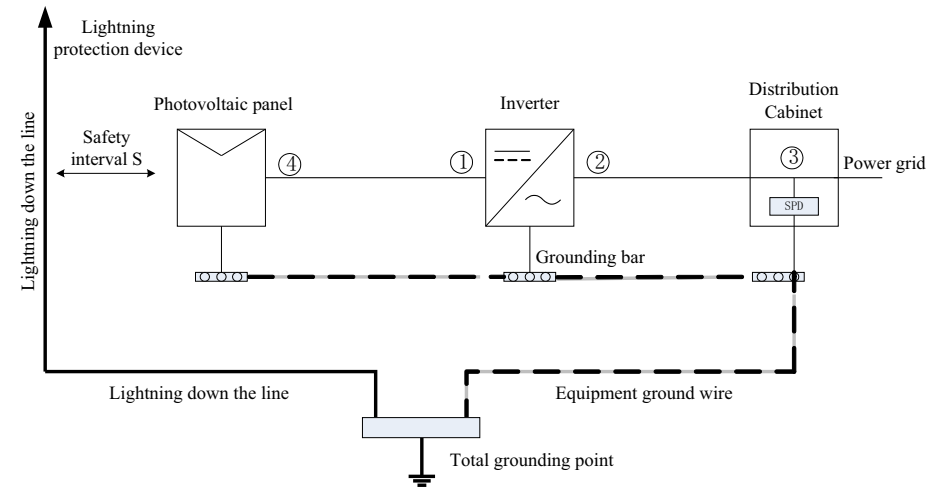 Lightning
protection device
Lightning down the line
Safety
interval S
Photovoltaic panel
④
①
Inverter
②
Distribution
Cabinet
③
Power grid
SPD
Grounding bar
Lightning down the line
Equipment ground wire
Total grounding point